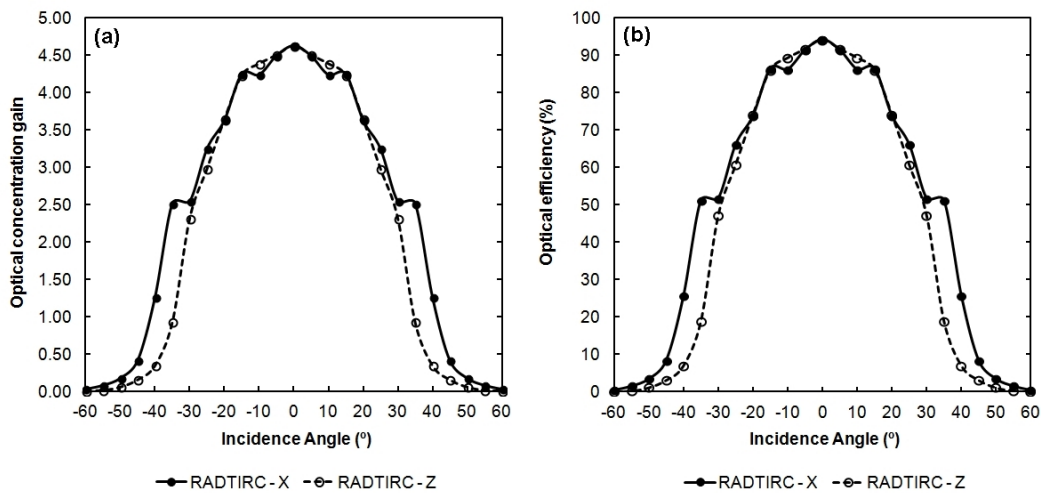 (a)
Optical concentration gain
5.00
4.50
4.00
3.50
3.00
2.50
2.00
1.50
1.00
0.50
0.00
-60 -50 -40 -30 -20 -10 0 10 20 30 40 50 60
Incidence Angle (º)
RADTIRC - X RADTIRC - Z
(b)
Optical efficiency (%)
100
90
80
70
60
50
40
30
20
10
0
-60 -50 -40 -30 -20 -10 0 10 20 30 40 50 60
Incidence Angle (º)
RADTIRC - X RADTIRC - Z